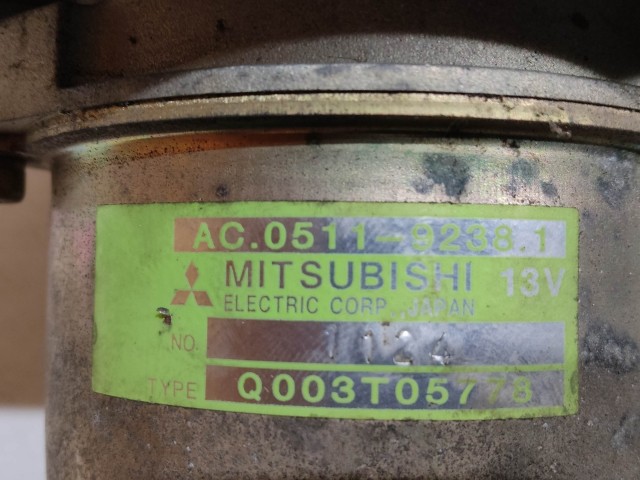 AC.0511-9238.1
MITSUBISHI 13V
ELECTRIC CORP.,JAPAN
NO.
TYPE Q003T05778